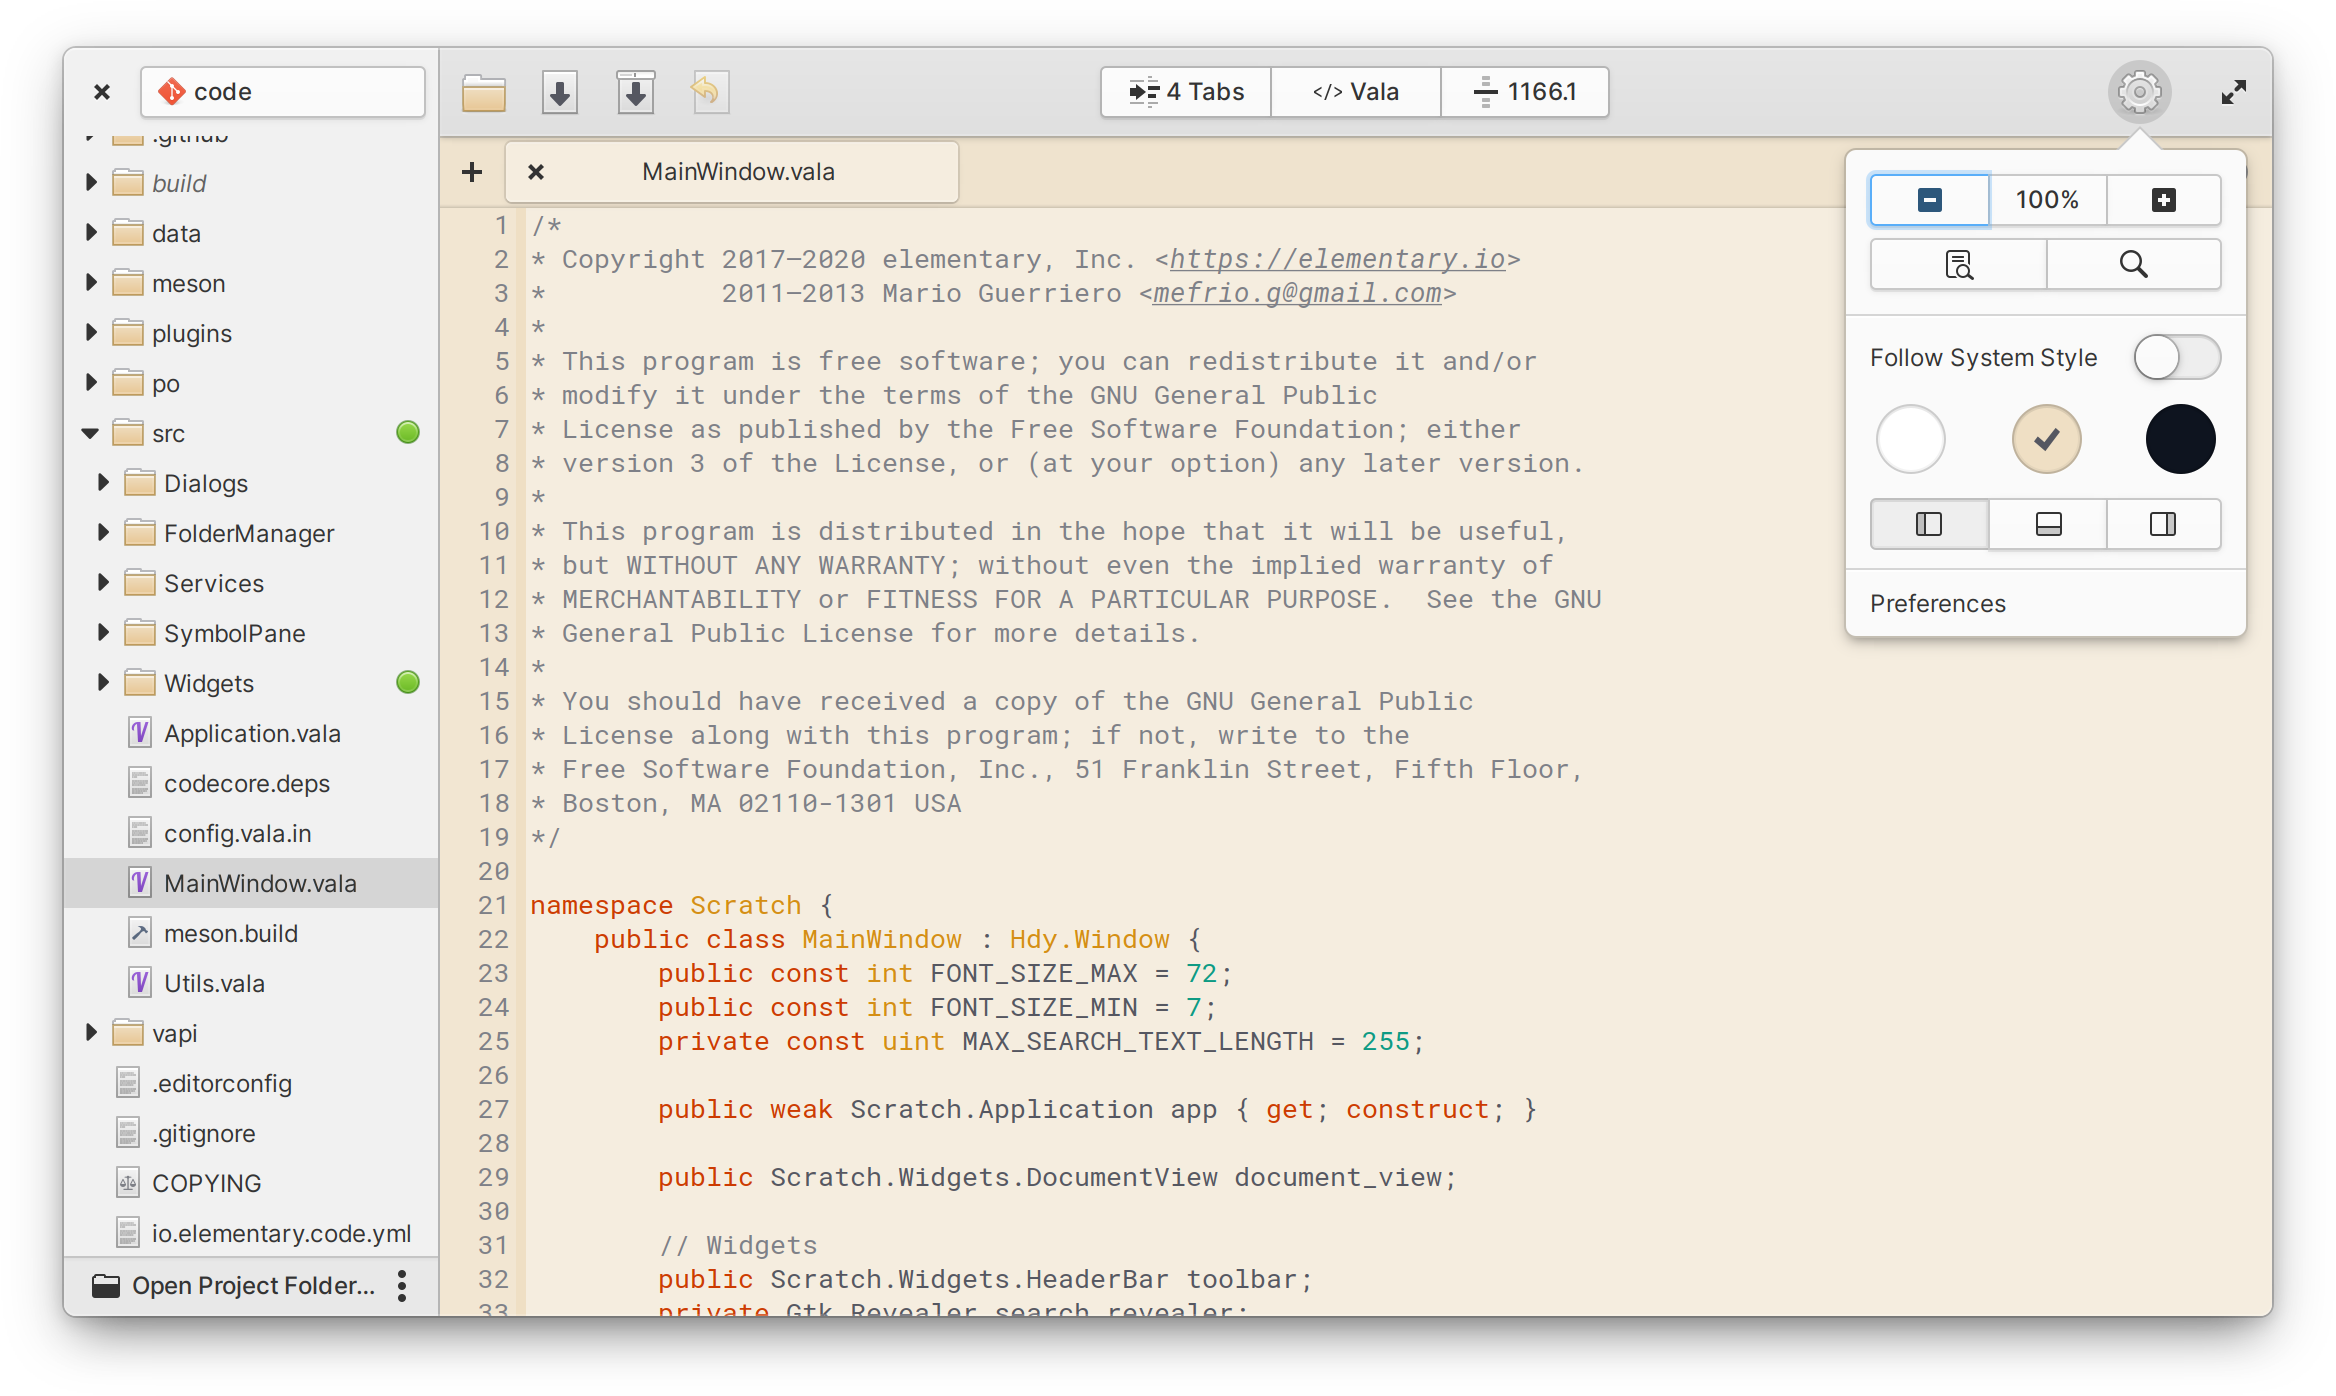 code
4 Tabs
Vala
1166.1
.github
build
data
meson
plugins
po
src
Dialogs
FolderManager
Services
SymbolPane
Widgets
Application.vala
codecore.deps
config.vala.in
MainWindow.vala
meson.build
Utils.vala
vapi
.editorconfig
.gitignore
COPYING
io.elementary.code.yml
Open Project Folder...
MainWindow.vala
1 /*
2 * Copyright 2017–2020 elementary, Inc. <https://elementary.io>
3 *           2011–2013 Mario Guerriero <mefrio.g@gmail.com>
4 *
5 * This program is free software; you can redistribute it and/or
6 * modify it under the terms of the GNU General Public
7 * License as published by the Free Software Foundation; either
8 * version 3 of the License, or (at your option) any later version.
9 *
10 * This program is distributed in the hope that it will be useful,
11 * but WITHOUT ANY WARRANTY; without even the implied warranty of
12 * MERCHANTABILITY or FITNESS FOR A PARTICULAR PURPOSE.  See the GNU
13 * General Public License for more details.
14 *
15 * You should have received a copy of the GNU General Public
16 * License along with this program; if not, write to the
17 * Free Software Foundation, Inc., 51 Franklin Street, Fifth Floor,
18 * Boston, MA 02110-1301 USA
19 */
20
21 namespace Scratch {
22     public class MainWindow : Hdy.Window {
23         public const int FONT_SIZE_MAX = 72;
24         public const int FONT_SIZE_MIN = 7;
25         private const uint MAX_SEARCH_TEXT_LENGTH = 255;
26
27         public weak Scratch.Application app { get; construct; }
28
29         public Scratch.Widgets.DocumentView document_view;
30
31         // Widgets
32         public Scratch.Widgets.HeaderBar toolbar;
33         private Gtk.Revealer search_revealer;
100%
Follow System Style
Preferences